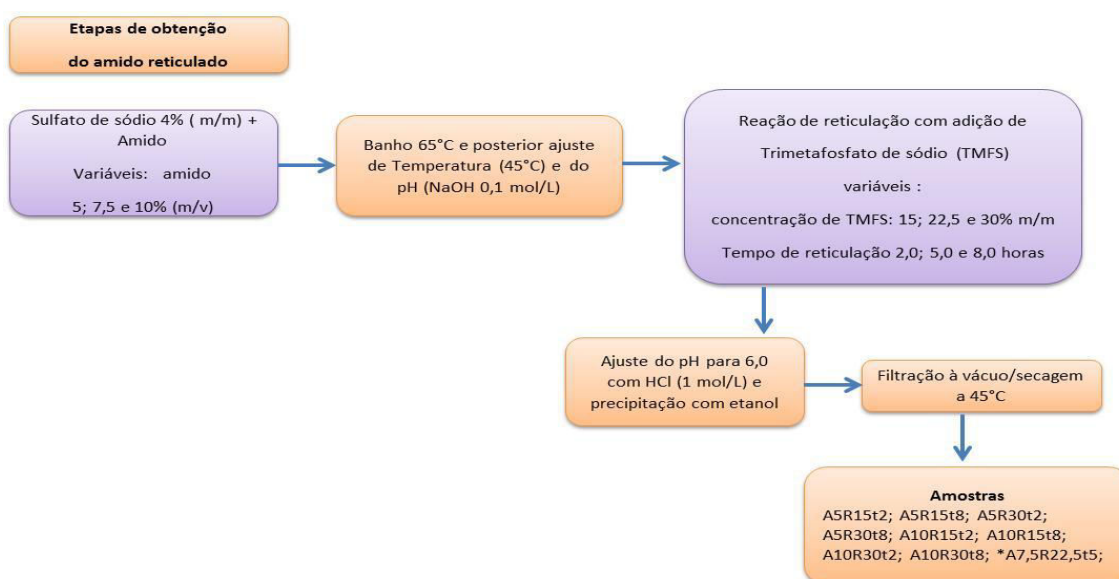 Etapas de obtenção
do amido reticulado
Sulfato de sódio 4% ( m/m) +
Amido
Variáveis: amido
5; 7,5 e 10% (m/v)
Banho 65°C e posterior ajuste
de Temperatura (45°C) e do
pH (NaOH 0,1 mol/L)
Reação de reticulação com adição de
Trimetafosfato de sódio (TMFS)
variáveis :
concentração de TMFS: 15; 22,5 e 30% m/m
Tempo de reticulação 2,0; 5,0 e 8,0 horas
Ajuste do pH para 6,0
com HCl (1 mol/L) e
precipitação com etanol
Filtração à vácuo/secagem
a 45°C
Amostras
A5R15t2; A5R15t8; A5R30t2;
A5R30t8; A10R15t2; A10R15t8;
A10R30t2; A10R30t8; *A7,5R22,5t5;